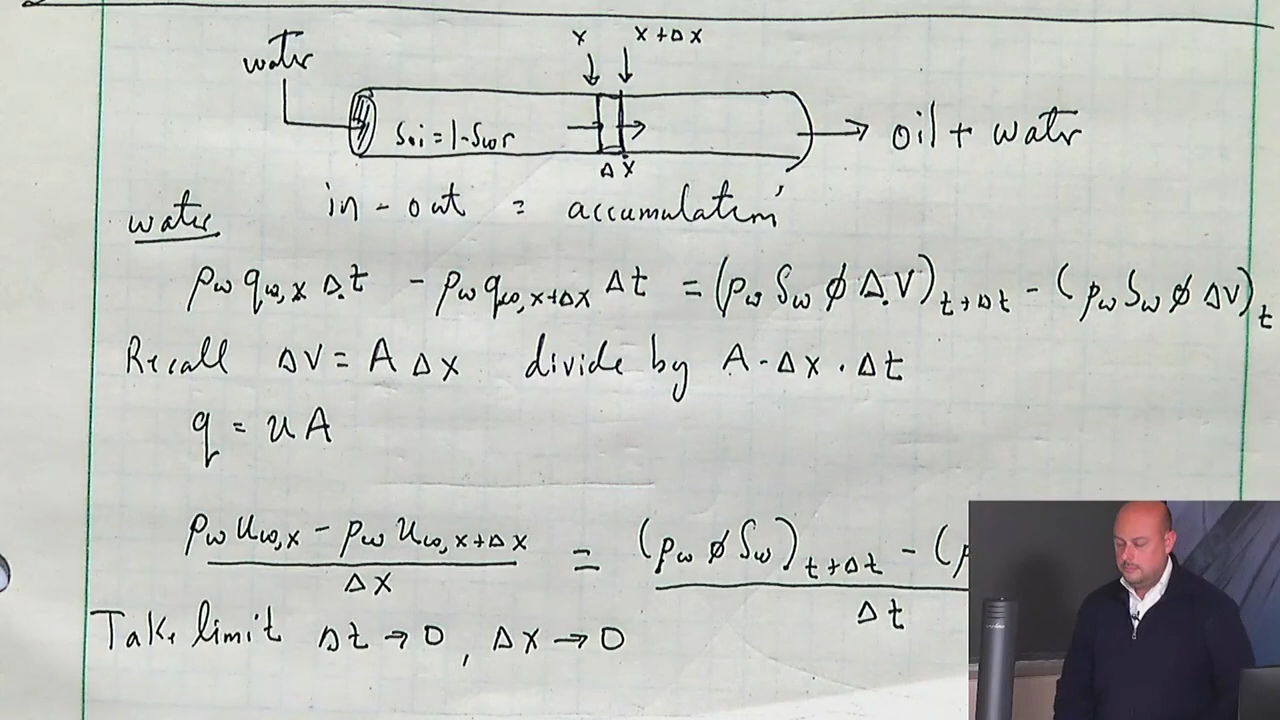 x x+Δx
water
Soi = 1-Swr → oil + water
Δx
in - out = accumulation
water
ρw qw,x Δt - ρw qw,x+Δx Δt = (ρw Sw ϕ ΔV)t+Δt - (ρw Sw ϕ ΔV)t
Recall ΔV = A Δx divide by A·Δx·Δt
q = uA
ρw uw,x - ρw uw,x+Δx / Δx = (ρw ϕ Sw)t+Δt - (ρ / Δt
Take limit Δt → 0, Δx → 0